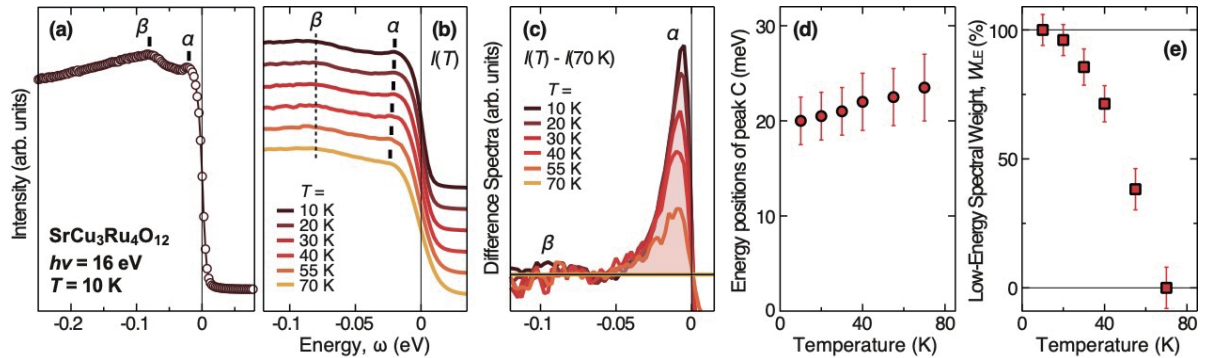 (a)
β
α
SrCu3Ru4O12
hν = 16 eV
T = 10 K
Intensity (arb. units)
-0.2
-0.1
0
(b)
β
α
I(T)
T =
10 K
20 K
30 K
40 K
55 K
70 K
-0.1
-0.05
0
Energy, ω (eV)
(c)
α
I(T) - I(70 K)
T =
10 K
20 K
30 K
40 K
55 K
70 K
β
Difference Spectra (arb. units)
-0.1
-0.05
0
(d)
Energy positions of peak C (meV)
30
20
10
0
0
40
80
Temperature (K)
(e)
Low-Energy Spectral Weight, WLE (%)
100
50
0
0
40
80
Temperature (K)